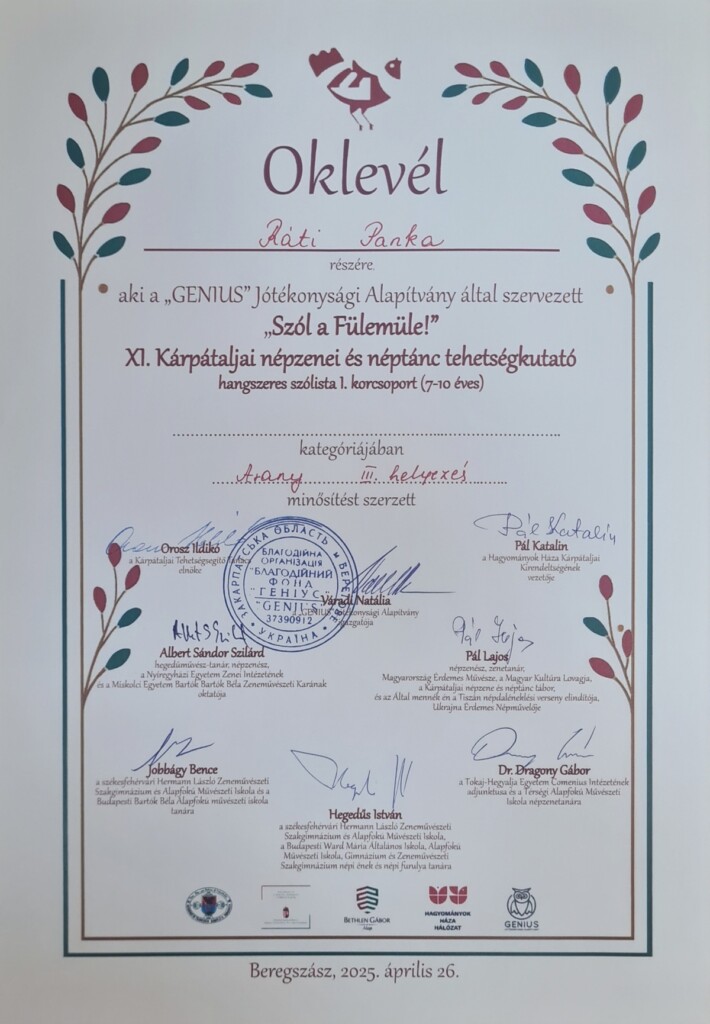 Oklevél
Ráti Panka
részére
aki a „GENIUS” Jótékonysági Alapítvány által szervezett
„Szól a Fülemüle!”
XI. Kárpátaljai népzenei és néptánc tehetségkutató
hangszeres szólista I. korcsoport (7-10 éves)
kategóriájában
Arany III. helyezés
minősítést szerzett
Orosz Ildikó
a Kárpátaljai Tehetségsegítő Tanács
elnöke
Pál Katalin
Pál Katalin
a Hagyományok Háza Kárpátaljai
Kirendeltségének
vezetője
ЗАКАРПАТСЬКА ОБЛАСТЬ
УКРАЇНА
БЛАГОДІЙНА
ОРГАНІЗАЦІЯ
"БЛАГОДІЙНИЙ
ФОНД
"ГЕНІУС"
"GENIUS"
37390912
Váradi Natália
a „GENIUS” Jótékonysági Alapítvány
igazgatója
Albert Sándor Szilárd
hegedűművész-tanár, népzenész,
a Nyíregyházi Egyetem Zenei Intézetének
és a Miskolci Egyetem Bartók Béla Zeneművészeti Karának
oktatója
Pál Lajos
népzenész, zenetanár,
Magyarország Érdemes Művésze, a Magyar Kultúra Lovagja,
a Kárpátaljai népzene és néptánc tábor,
és az Által mennék én a Tiszán népdaléneklési verseny elindítója,
Ukrajna Érdemes Népművelője
Jobbágy Bence
a székesfehérvári Hermann László Zeneművészeti
Szakgimnázium és Alapfokú Művészeti Iskola és a
Budapesti Bartók Béla Alapfokú művészeti iskola
tanára
Hegedűs István
a székesfehérvári Hermann László Zeneművészeti
Szakgimnázium és Alapfokú Művészeti Iskola,
a Budapesti Ward Mária Általános Iskola, Alapfokú
Művészeti Iskola, Gimnázium és Zeneművészeti
Szakgimnázium népi ének és népi furulya tanára
Dr. Dragony Gábor
a Tokaj-Hegyalja Egyetem Comenius Intézetének
adjunktusa és a Térségi Alapfokú Művészeti
Iskola népzenetanára
BETHLEN GÁBOR
Alap
HAGYOMÁNYOK
HÁZA
HÁLÓZAT
GENIUS
Beregszász, 2025. április 26.